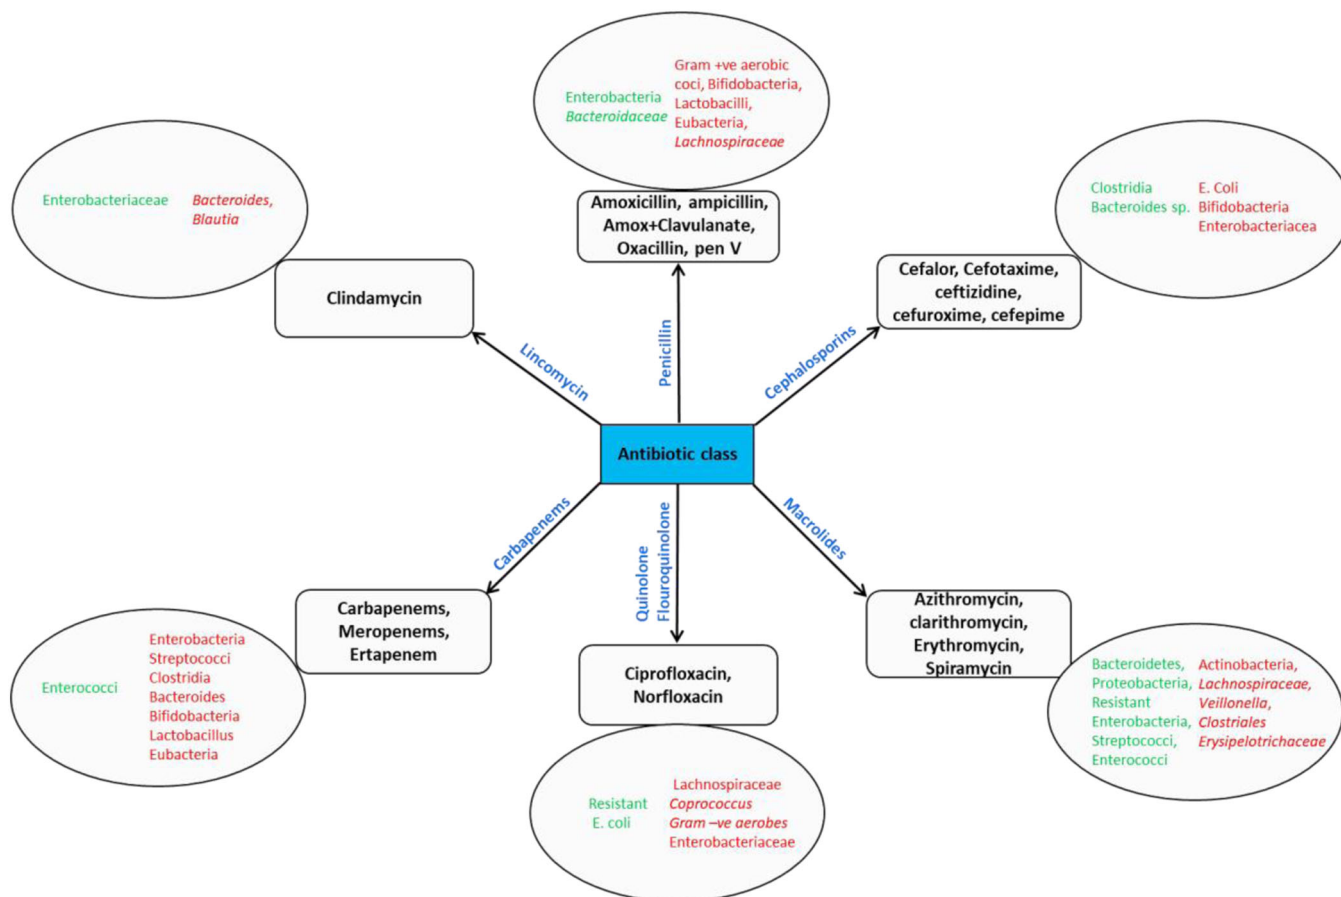 Enterobacteria
Bacteroidaceae
Gram +ve aerobic
coci, Bifidobacteria,
Lactobacilli,
Eubacteria,
Lachnospiraceae
Amoxicillin, ampicillin,
Amox+Clavulanate,
Oxacillin, pen V
Penicillin
Enterobacteriaceae
Bacteroides,
Blautia
Clindamycin
Lincomycin
Clostridia
Bacteroides sp.
E. Coli
Bifidobacteria
Enterobacteriacea
Cefalor, Cefotaxime,
ceftizidine,
cefuroxime, cefepime
Cephalosporins
Antibiotic class
Carbapenems
Carbapenems,
Meropenems,
Ertapenem
Enterococci
Enterobacteria
Streptococci
Clostridia
Bacteroides
Bifidobacteria
Lactobacillus
Eubacteria
Quinolone
Flouroquinolone
Ciprofloxacin,
Norfloxacin
Resistant
E. coli
Lachnospiraceae
Coprococcus
Gram –ve aerobes
Enterobacteriaceae
Macrolides
Azithromycin,
clarithromycin,
Erythromycin,
Spiramycin
Bacteroidetes,
Proteobacteria,
Resistant
Enterobacteria,
Streptococci,
Enterococci
Actinobacteria,
Lachnospiraceae,
Veillonella,
Clostriales
Erysipelotrichaceae